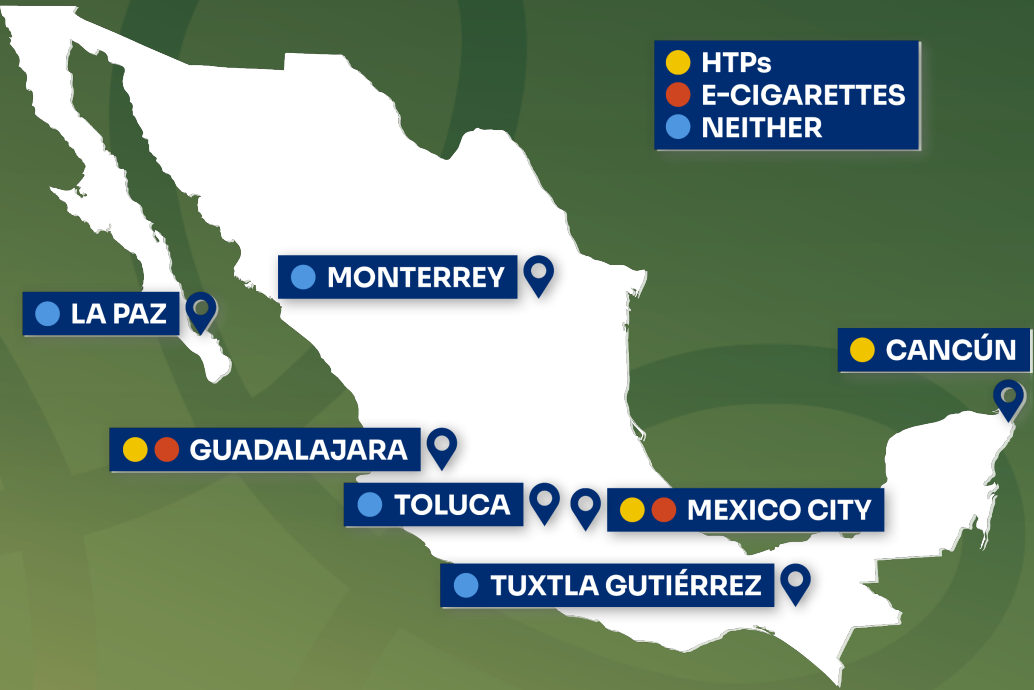 HTPs
E-CIGARETTES
NEITHER
MONTERREY
LA PAZ
CANCÚN
GUADALAJARA
TOLUCA
MEXICO CITY
TUXTLA GUTIÉRREZ